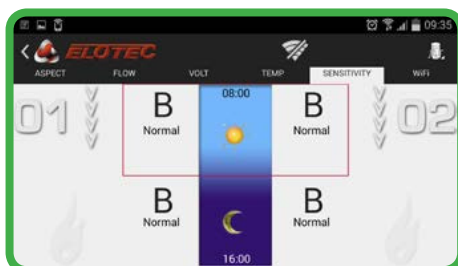 09:35
ELOTEC
ASPECT FLOW VOLT TEMP SENSITIVITY WiFi
08:00
01 B B 02
Normal Normal
B B
Normal Normal
16:00